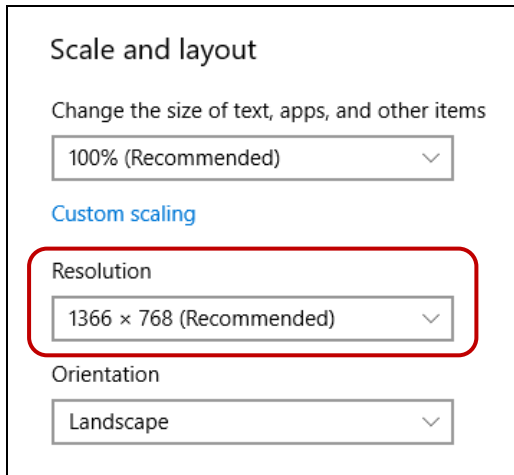 Scale and layout
Change the size of text, apps, and other items
100% (Recommended)
Custom scaling
Resolution
1366 × 768 (Recommended)
Orientation
Landscape